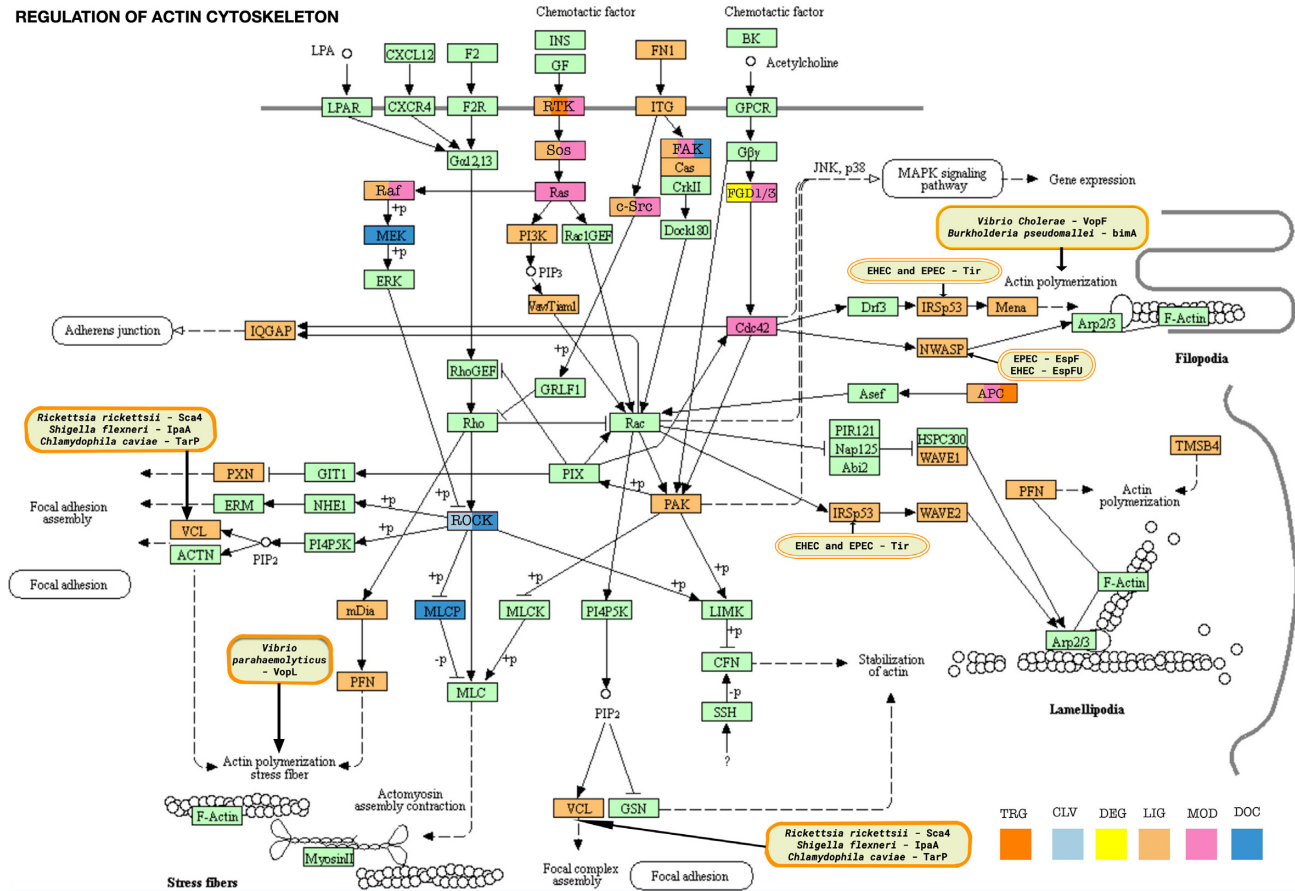 REGULATION OF ACTIN CYTOSKELETON
Chemotactic factor
Chemotactic factor
LPA
CXCL12
F2
INS
GF
FN1
BK
Acetylcholine
LPAR
CXCR4
F2R
RTK
ITG
GPCR
Gα12,13
Sos
FAK
Cas
CrkII
Gβγ
JNK, p38
MAPK signaling
pathway
Gene expression
Raf
Ras
c-Src
FGD1/3
+p
MEK
PI3K
Rac1GEF
Dock180
+p
ERK
PIP3
Vav/Tiam1
Vibrio Cholerae - VopF
Burkholderia pseudomallei - bimA
EHEC and EPEC - Tir
Actin polymerization
Drf3
IRSp53
Mena
Adherens junction
IQGAP
Cdc42
Arp2/3
F-Actin
+p
NWASP
EPEC - EspF
EHEC - EspFU
Filopodia
RhoGEF
GRLF1
Asef
APC
Rickettsia rickettsii - Sca4
Shigella flexneri - IpaA
Chlamydophila caviae - TarP
Rho
Rac
PIR121
Nap125
Abi2
HSPC300
WAVE1
TMSB4
PXN
GIT1
PIX
+p
PFN
Actin
polymerization
Focal adhesion
assembly
ERM
NHE1
+p
+p
PAK
IRSp53
WAVE2
VCL
ACTN
PIP2
PI4P5K
+p
ROCK
EHEC and EPEC - Tir
Focal adhesion
+p
+p
+p
F-Actin
mDia
MLCP
MLCK
PI4P5K
LIMK
Arp2/3
Vibrio
parahaemolyticus
- VopL
-p
+p
+p
CFN
Stabilization
of actin
PFN
MLC
-p
SSH
Lamellipodia
PIP2
?
Actin polymerization
stress fiber
Actomyosin
assembly contraction
F-Actin
VCL
GSN
MyosinII
Rickettsia rickettsii - Sca4
Shigella flexneri - IpaA
Chlamydophila caviae - TarP
Stress fibers
Focal complex
assembly
Focal adhesion
TRG
CLV
DEG
LIG
MOD
DOC